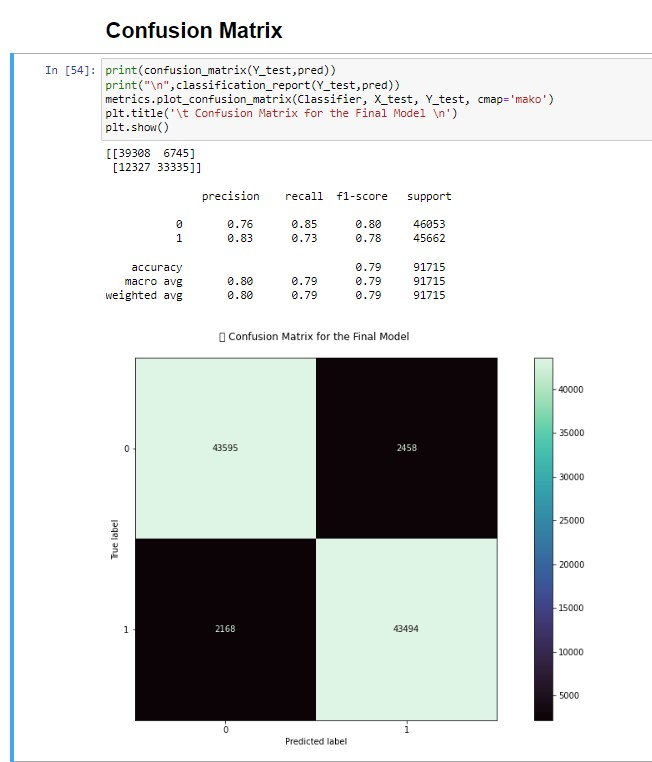 Confusion Matrix
In [54]: print(confusion_matrix(Y_test,pred))
print("\n",classification_report(Y_test,pred))
metrics.plot_confusion_matrix(Classifier, X_test, Y_test, cmap='mako')
plt.title('\t Confusion Matrix for the Final Model \n')
plt.show()
[[39308  6745]
 [12327 33335]]
precision    recall  f1-score   support
0       0.76      0.85      0.80     46053
1       0.83      0.73      0.78     45662
accuracy                           0.79     91715
macro avg       0.80      0.79      0.79     91715
weighted avg       0.80      0.79      0.79     91715
▯ Confusion Matrix for the Final Model
0
43595
2458
True label
1
2168
43494
0
1
Predicted label
40000
35000
30000
25000
20000
15000
10000
5000